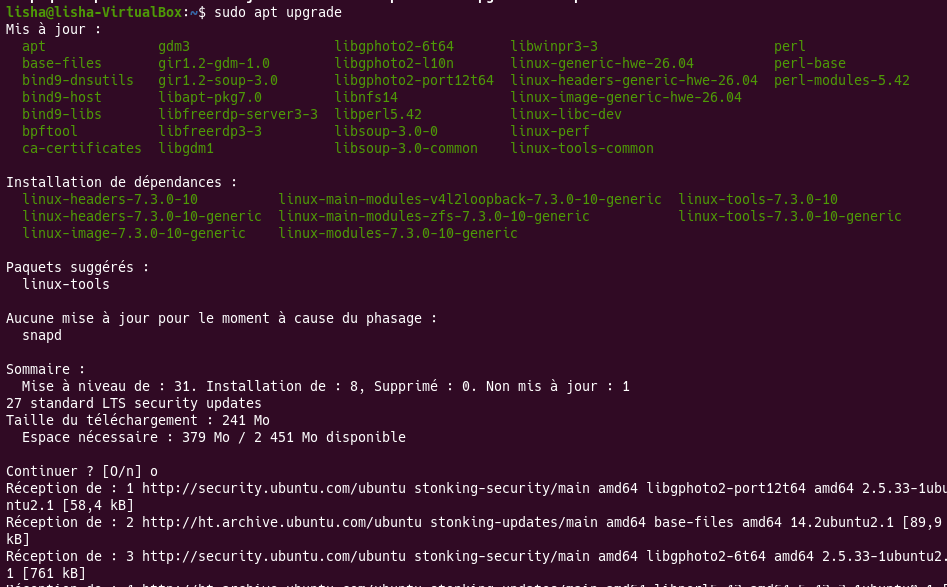 lisha@lisha-VirtualBox:~$ sudo apt upgrade
Mis à jour :
apt gdm3 libgphoto2-6t64 libwinpr3-3 perl
base-files gir1.2-gdm-1.0 libgphoto2-l10n linux-generic-hwe-26.04 perl-base
bind9-dnsutils gir1.2-soup-3.0 libgphoto2-port12t64 linux-headers-generic-hwe-26.04 perl-modules-5.42
bind9-host libapt-pkg7.0 libnfs14 linux-image-generic-hwe-26.04
bind9-libs libfreerdp-server3-3 libperl5.42 linux-libc-dev
bpftool libfreerdp3-3 libsoup-3.0-0 linux-perf
ca-certificates libgdm1 libsoup-3.0-common linux-tools-common
Installation de dépendances :
linux-headers-7.3.0-10 linux-main-modules-v4l2loopback-7.3.0-10-generic linux-tools-7.3.0-10
linux-headers-7.3.0-10-generic linux-main-modules-zfs-7.3.0-10-generic linux-tools-7.3.0-10-generic
linux-image-7.3.0-10-generic linux-modules-7.3.0-10-generic
Paquets suggérés :
linux-tools
Aucune mise à jour pour le moment à cause du phasage :
snapd
Sommaire :
Mise à niveau de : 31. Installation de : 8, Supprimé : 0. Non mis à jour : 1
27 standard LTS security updates
Taille du téléchargement : 241 Mo
Espace nécessaire : 379 Mo / 2 451 Mo disponible
Continuer ? [O/n] o
Réception de : 1 http://security.ubuntu.com/ubuntu stonking-security/main amd64 libgphoto2-port12t64 amd64 2.5.33-1ubu
ntu2.1 [58,4 kB]
Réception de : 2 http://ht.archive.ubuntu.com/ubuntu stonking-updates/main amd64 base-files amd64 14.2ubuntu2.1 [89,9
kB]
Réception de : 3 http://security.ubuntu.com/ubuntu stonking-security/main amd64 libgphoto2-6t64 amd64 2.5.33-1ubuntu2.
1 [761 kB]